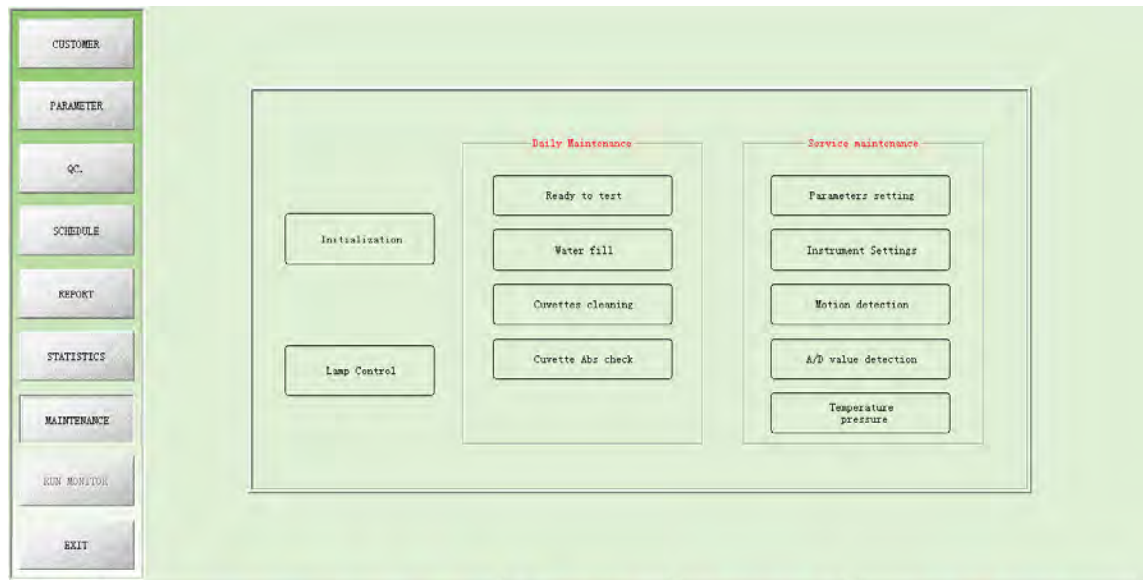 CUSTOMER
PARAMETER
QC.
SCHEDULE
REPORT
STATISTICS
MAINTENANCE
RUN MONITOR
EXIT
Initialization
Lamp Control
Daily Maintenance
Ready to test
Water fill
Cuvettes cleaning
Cuvette Abs check
Service maintenance
Parameters setting
Instrument Settings
Motion detection
A/D value detection
Temperature
pressure